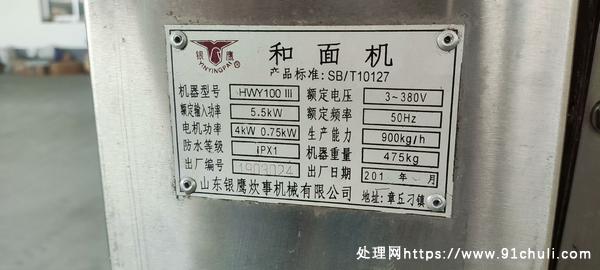 银鹰
YINYINGPAI®
和面机
产品标准: SB/T10127
机器型号 HWY100 III 额定电压 3~380V
额定输入功率 5.5kW 额定频率 50Hz
电机功率 4kW 0.75kW 生产能力 900kg/h
防水等级 IPX1 机器重量 475kg
出厂编号 出厂日期 201 月
山东银鹰炊事机械有限公司 地址: 章丘刁镇
处理网https://www.91chuli.com/